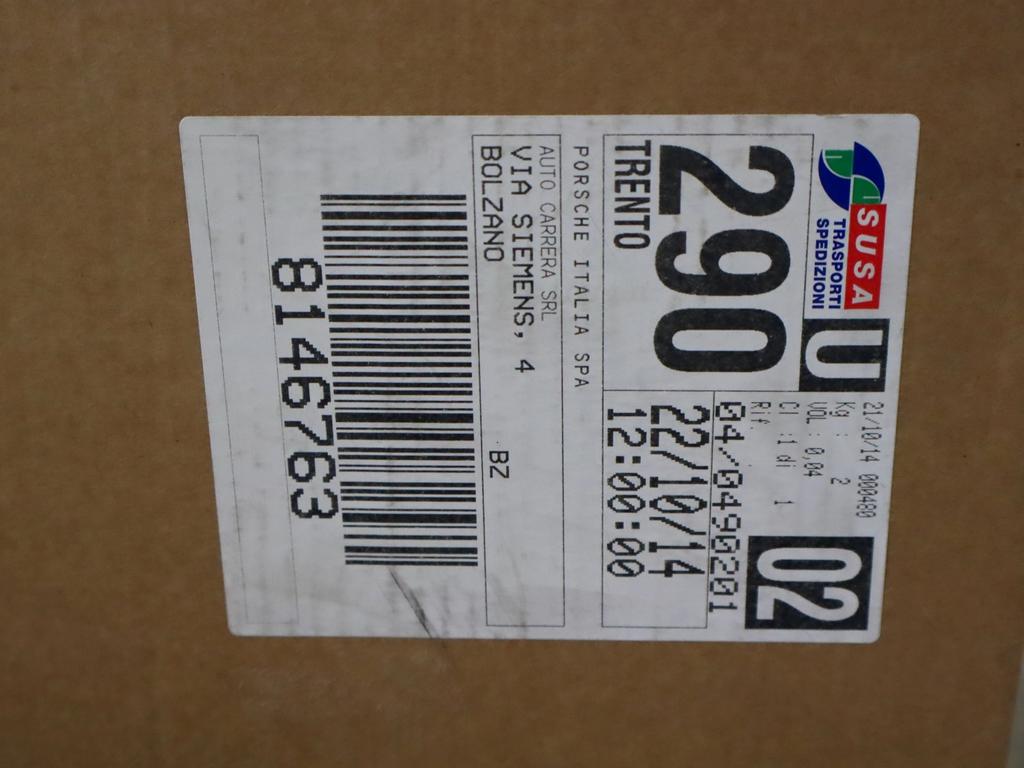 SUSA
TRASPORTI
SPEDIZIONI
U
21/10/14 000480
Kg : 2
VOL : 0,04
Cl :1 di 1
Rif.
02
290
TRENTO
04/0490201
22/10/14
12:00:00
PORSCHE ITALIA SPA
AUTO CARRERA SRL
VIA SIEMENS, 4
BOLZANO BZ
8146763